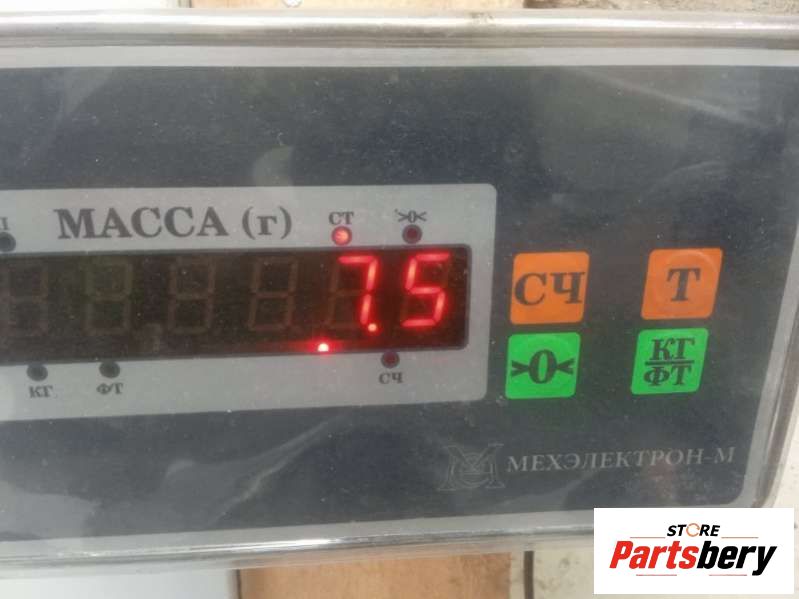 МАССА (г)
СТ
>0<
7.5
КГ
ФТ
СЧ
СЧ
Т
>0<
КГ
ФТ
МЕХЭЛЕКТРОН-М
STORE
Partsbery